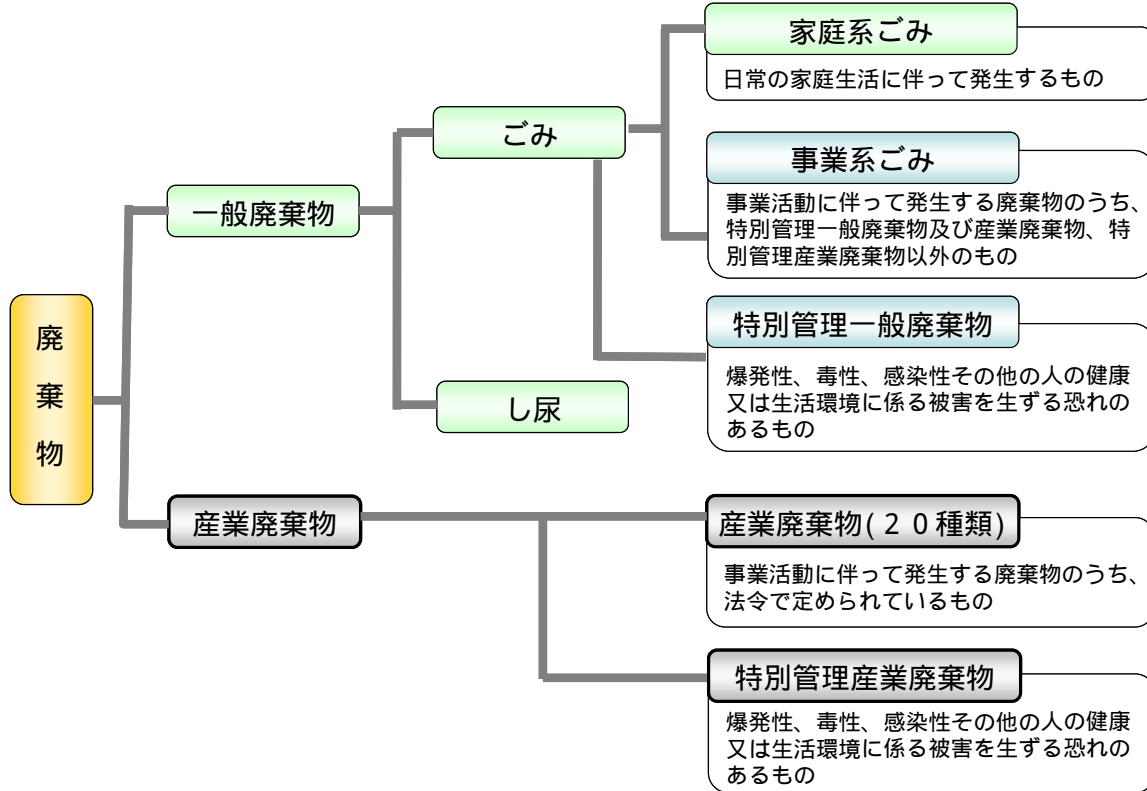 家庭系ごみ
日常の家庭生活に伴って発生するもの
ごみ
事業系ごみ
事業活動に伴って発生する廃棄物のうち、
特別管理一般廃棄物及び産業廃棄物、特
別管理産業廃棄物以外のもの
一般廃棄物
特別管理一般廃棄物
爆発性、毒性、感染性その他の人の健康
又は生活環境に係る被害を生ずる恐れの
あるもの
し尿
廃棄物
産業廃棄物
産業廃棄物(20種類)
事業活動に伴って発生する廃棄物のうち、
法令で定められているもの
特別管理産業廃棄物
爆発性、毒性、感染性その他の人の健康
又は生活環境に係る被害を生ずる恐れの
あるもの